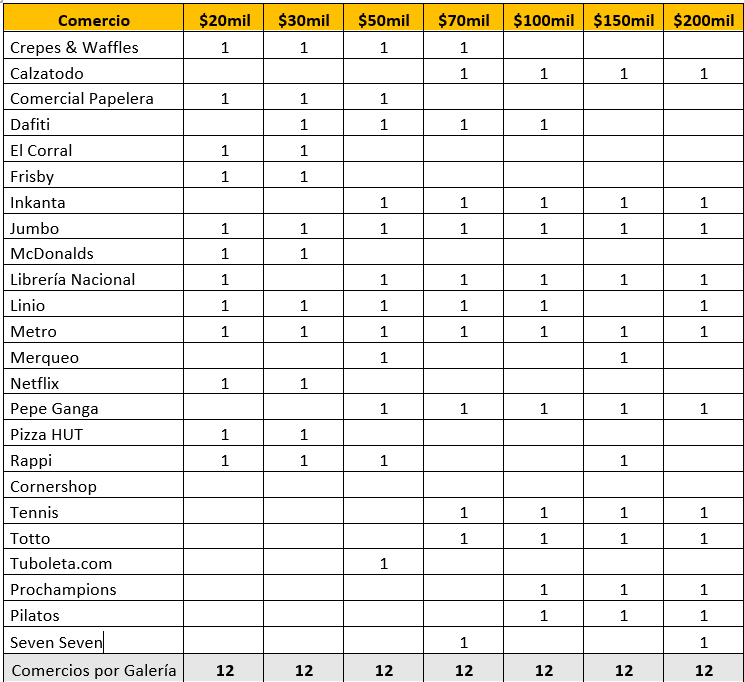 Comercio $20mil $30mil $50mil $70mil $100mil $150mil $200mil
Crepes & Waffles 1 1 1 1
Calzatodo 1 1 1 1
Comercial Papelera 1 1 1
Dafiti 1 1 1 1
El Corral 1 1
Frisby 1 1
Inkanta 1 1 1 1 1
Jumbo 1 1 1 1 1 1 1
McDonalds 1 1
Librería Nacional 1 1 1 1 1 1
Linio 1 1 1 1 1 1
Metro 1 1 1 1 1 1 1
Merqueo 1 1
Netflix 1 1
Pepe Ganga 1 1 1 1 1
Pizza HUT 1 1
Rappi 1 1 1 1
Cornershop
Tennis 1 1 1 1
Totto 1 1 1 1
Tuboleta.com 1
Prochampions 1 1 1
Pilatos 1 1 1
Seven Seven 1 1
Comercios por Galería 12 12 12 12 12 12 12